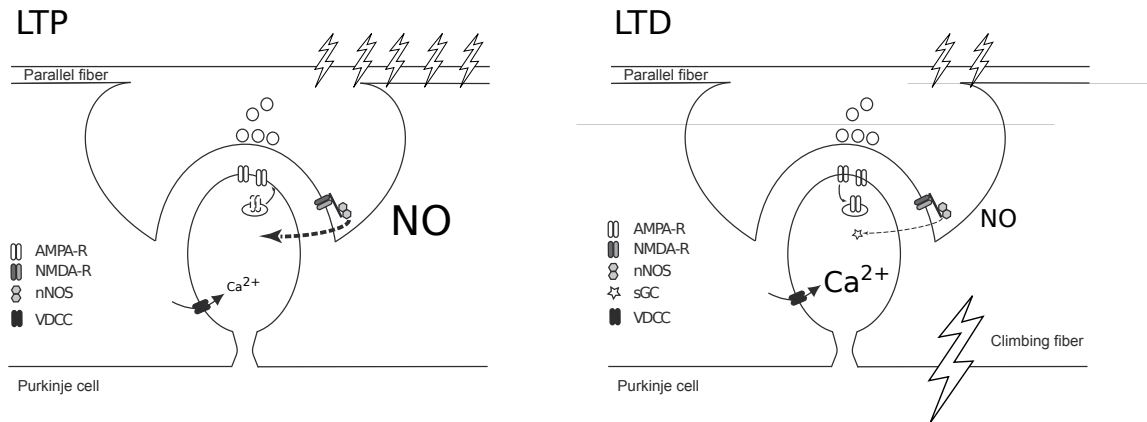 LTP
Parallel fiber
NO
AMPA-R
NMDA-R
nNOS
VDCC
Ca2+
Purkinje cell
LTD
Parallel fiber
NO
AMPA-R
NMDA-R
nNOS
sGC
VDCC
Ca2+
Climbing fiber
Purkinje cell